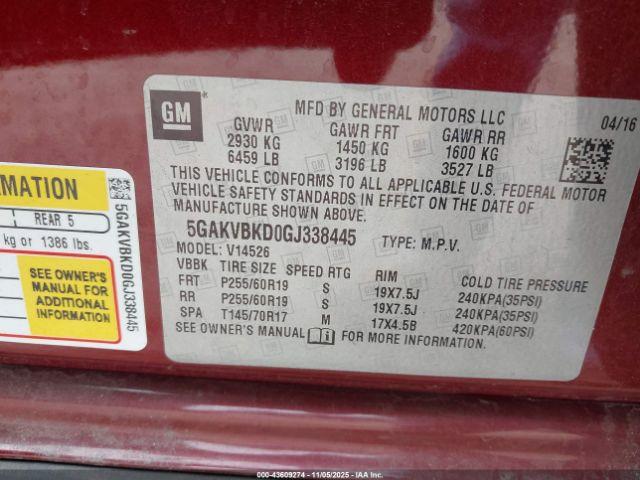 GM
MFD BY GENERAL MOTORS LLC
04/16
GVWR GAWR FRT GAWR RR
2930 KG 1450 KG 1600 KG
6459 LB 3196 LB 3527 LB
THIS VEHICLE CONFORMS TO ALL APPLICABLE U.S. FEDERAL MOTOR
VEHICLE SAFETY STANDARDS IN EFFECT ON THE DATE OF
MANUFACTURE SHOWN ABOVE.
5GAKVBKD0GJ338445 TYPE: M.P.V.
MODEL: V14526
VBBK TIRE SIZE SPEED RTG RIM COLD TIRE PRESSURE
FRT P255/60R19 S 19X7.5J 240KPA(35PSI)
RR P255/60R19 S 19X7.5J 240KPA(35PSI)
SPA T145/70R17 M 17X4.5B 420KPA(60PSI)
SEE OWNER'S MANUAL FOR MORE INFORMATION.
RMATION
REAR 5
kg or 1386 lbs.
SEE OWNER'S
MANUAL FOR
ADDITIONAL
INFORMATION
5GAKVBKD0GJ338445
000-43609274 - 11/05/2025 - IAA Inc.